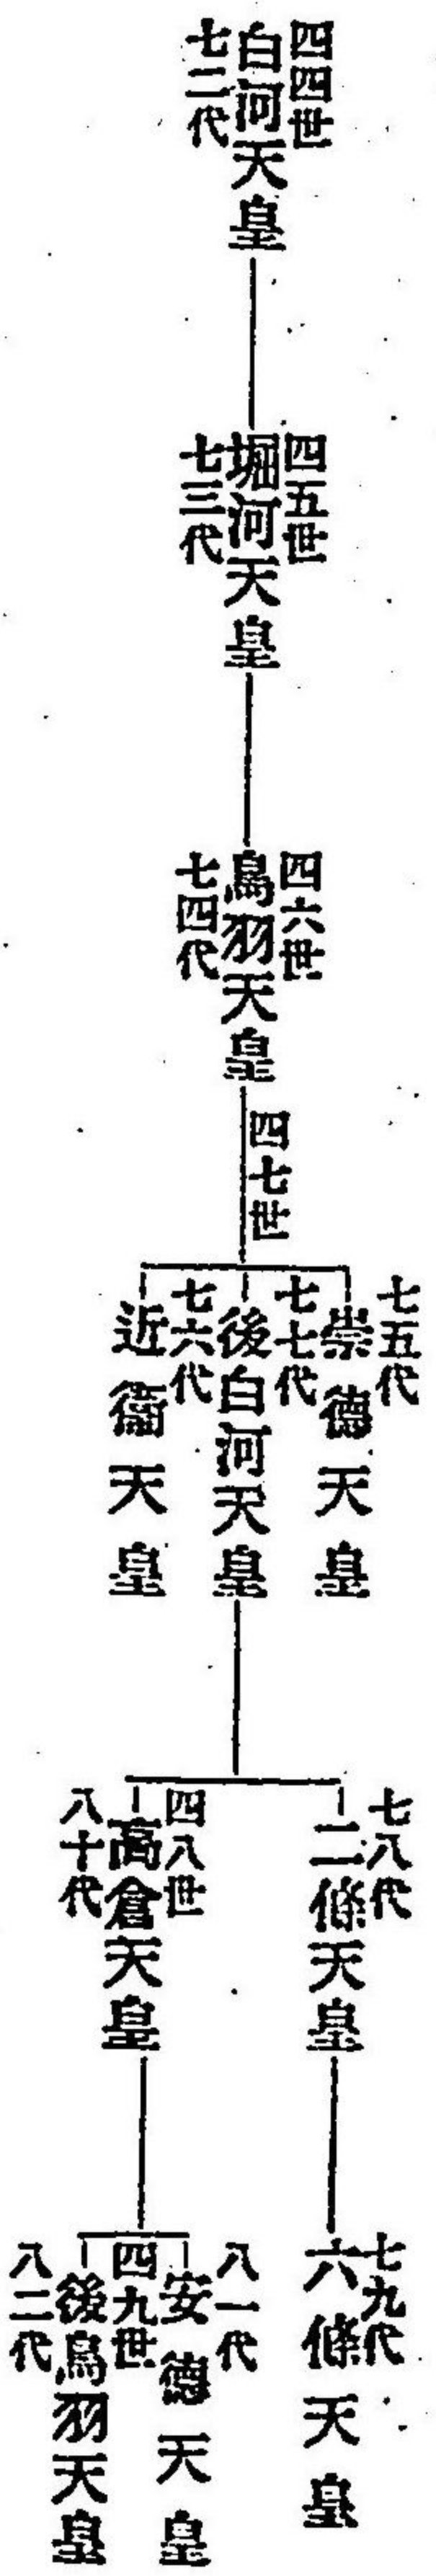 四四世
白河天皇
七二代
四五世
堀河天皇
七三代
四六世
鳥羽天皇
七四代
四七世
七五代
崇德天皇
七七代
後白河天皇
七六代
近衞天皇
七八代
二條天皇
四八世
高倉天皇
八十代
七九代
六條天皇
八一代
安德天皇
四九世
後鳥羽天皇
八二代